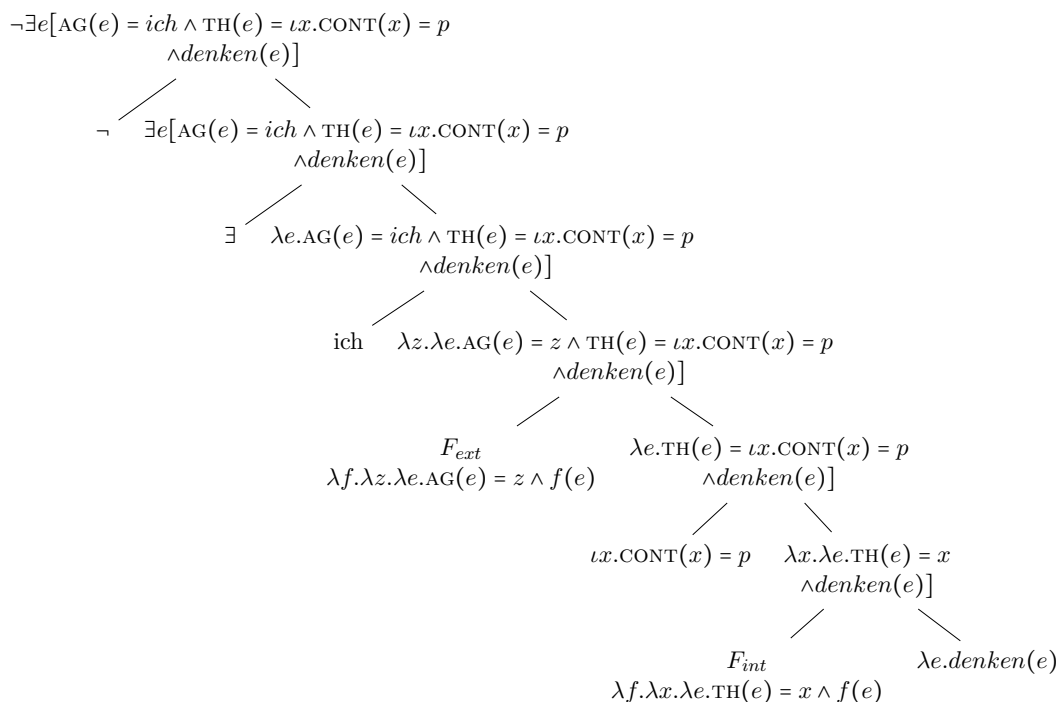 ¬∃e[AG(e) = ich ∧ TH(e) = ιx.CONT(x) = p
∧denken(e)]
¬ ∃e[AG(e) = ich ∧ TH(e) = ιx.CONT(x) = p
∧denken(e)]
∃ λe.AG(e) = ich ∧ TH(e) = ιx.CONT(x) = p
∧denken(e)]
ich λz.λe.AG(e) = z ∧ TH(e) = ιx.CONT(x) = p
∧denken(e)]
F_ext λe.TH(e) = ιx.CONT(x) = p
λf.λz.λe.AG(e) = z ∧ f(e) ∧denken(e)]
ιx.CONT(x) = p λx.λe.TH(e) = x
∧denken(e)]
F_int λe.denken(e)
λf.λx.λe.TH(e) = x ∧ f(e)